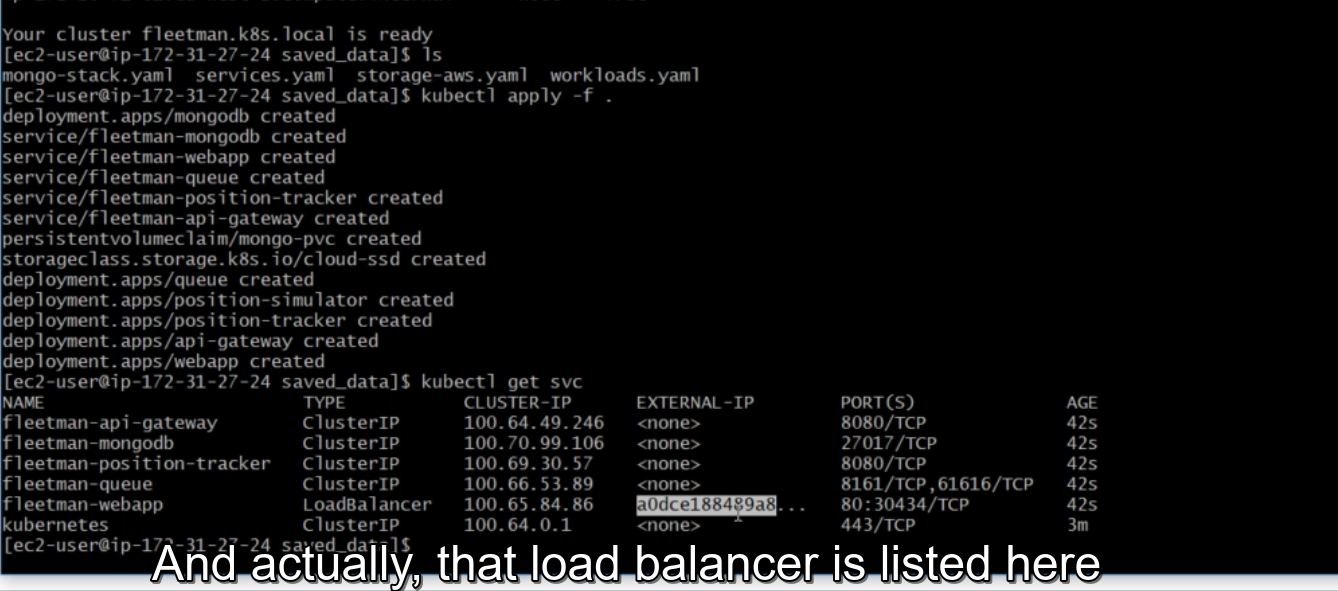 Your cluster fleetman.k8s.local is ready
[ec2-user@ip-172-31-27-24 saved_data]$ ls
mongo-stack.yaml  services.yaml  storage-aws.yaml  workloads.yaml
[ec2-user@ip-172-31-27-24 saved_data]$ kubectl apply -f .
deployment.apps/mongodb created
service/fleetman-mongodb created
service/fleetman-webapp created
service/fleetman-queue created
service/fleetman-position-tracker created
service/fleetman-api-gateway created
persistentvolumeclaim/mongo-pvc created
storageclass.storage.k8s.io/cloud-ssd created
deployment.apps/queue created
deployment.apps/position-simulator created
deployment.apps/position-tracker created
deployment.apps/api-gateway created
deployment.apps/webapp created
[ec2-user@ip-172-31-27-24 saved_data]$ kubectl get svc
NAME TYPE CLUSTER-IP EXTERNAL-IP PORT(S) AGE
fleetman-api-gateway ClusterIP 100.64.49.246 <none> 8080/TCP 42s
fleetman-mongodb ClusterIP 100.70.99.106 <none> 27017/TCP 42s
fleetman-position-tracker ClusterIP 100.69.30.57 <none> 8080/TCP 42s
fleetman-queue ClusterIP 100.66.53.89 <none> 8161/TCP,61616/TCP 42s
fleetman-webapp LoadBalancer 100.65.84.86 a0dce188489a8... 80:30434/TCP 42s
kubernetes ClusterIP 100.64.0.1 <none> 443/TCP 3m
[ec2-user@ip-172-31-27-24 saved_data]$
And actually, that load balancer is listed here